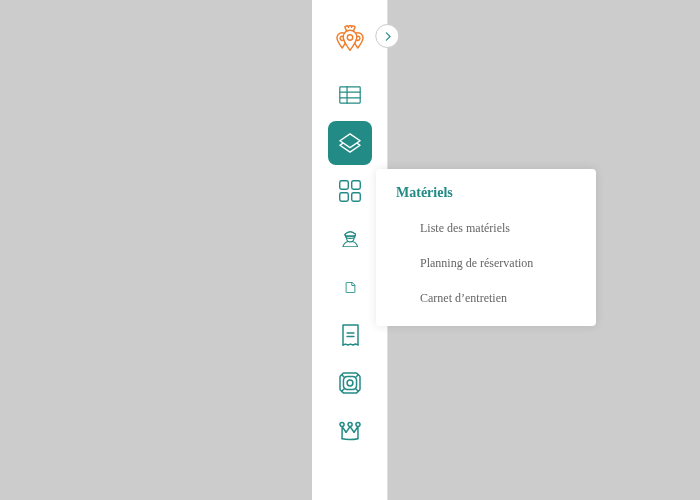 Matériels
Liste des matériels
Planning de réservation
Carnet d’entretien